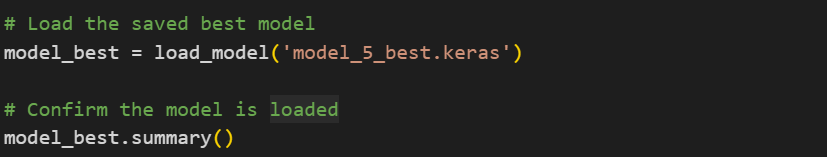 # Load the saved best model
model_best = load_model('model_5_best.keras')
# Confirm the model is loaded
model_best.summary()